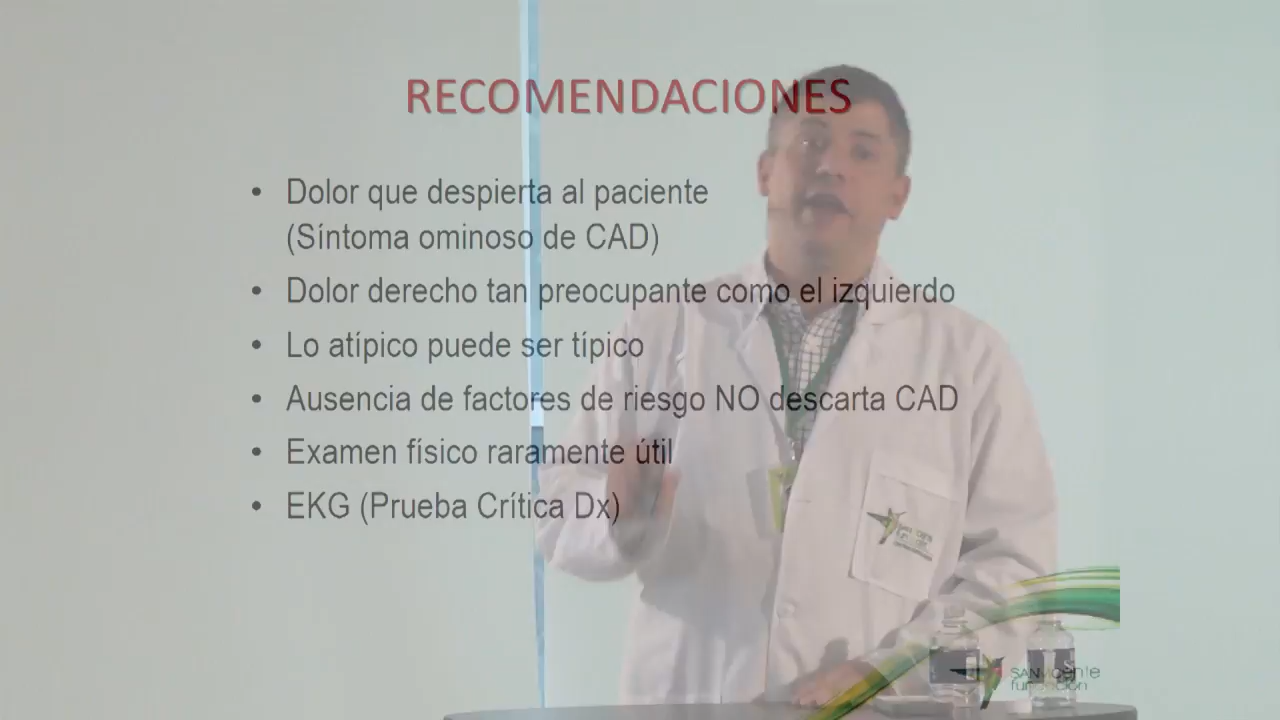 RECOMENDACIONES
• Dolor que despierta al paciente
(Síntoma ominoso de CAD)
• Dolor derecho tan preocupante como el izquierdo
• Lo atípico puede ser típico
• Ausencia de factores de riesgo NO descarta CAD
• Examen físico raramente útil
• EKG (Prueba Crítica Dx)
SANVICENTE
fundación